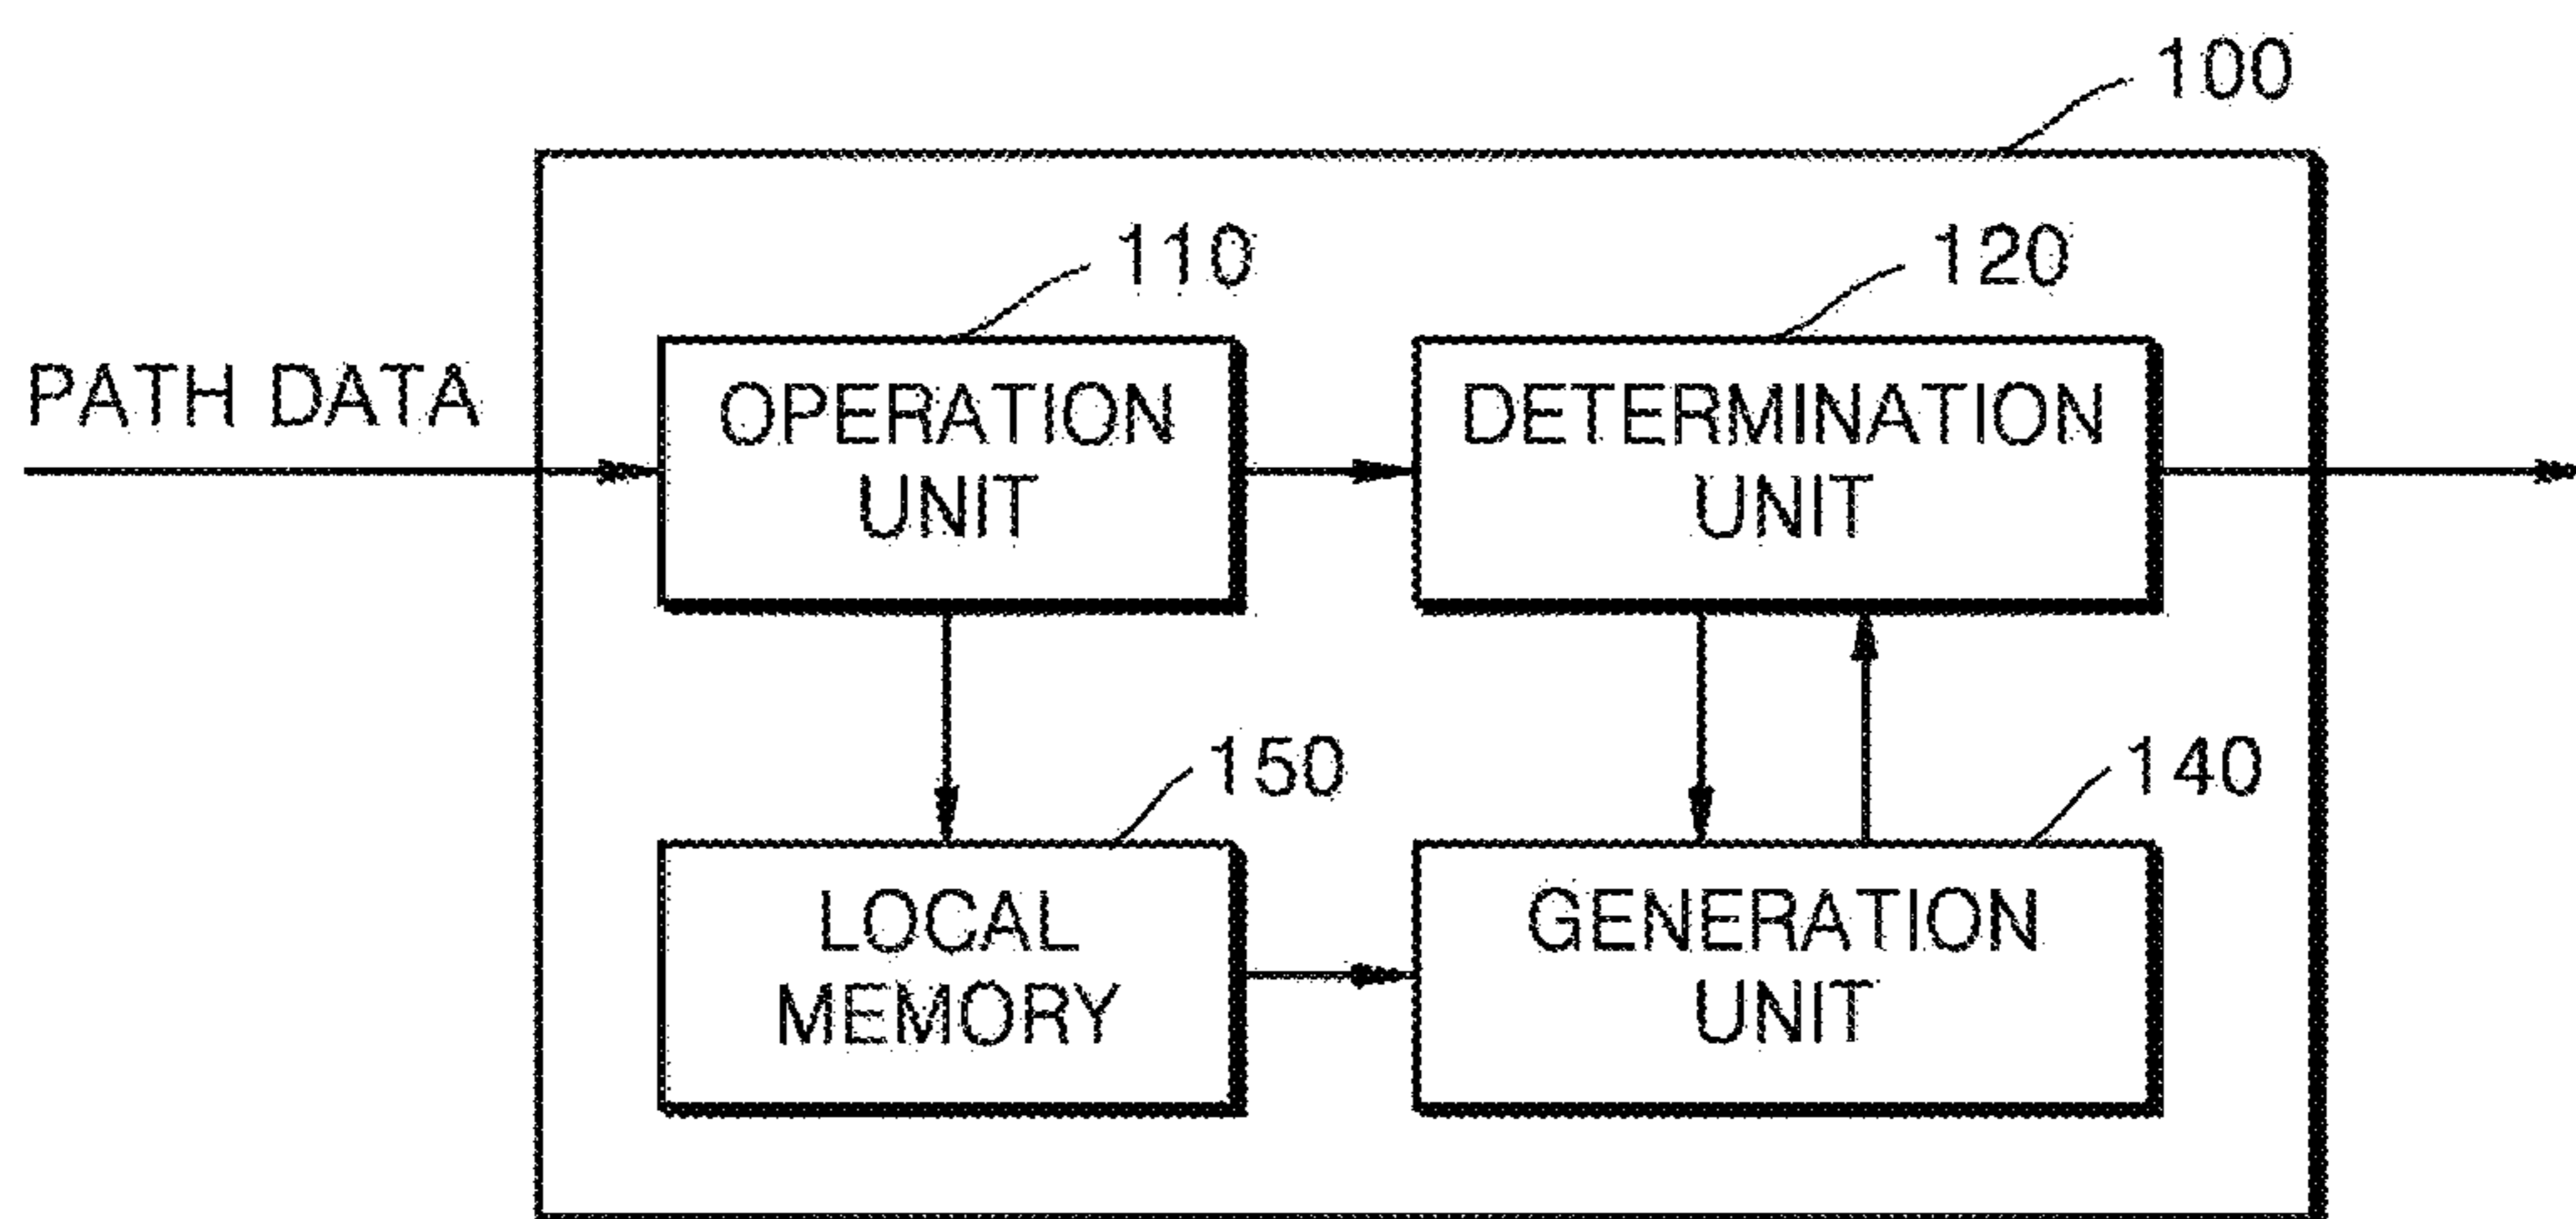 100
110
120
PATH DATA
OPERATION
UNIT
DETERMINATION
UNIT
150
140
LOCAL
MEMORY
GENERATION
UNIT